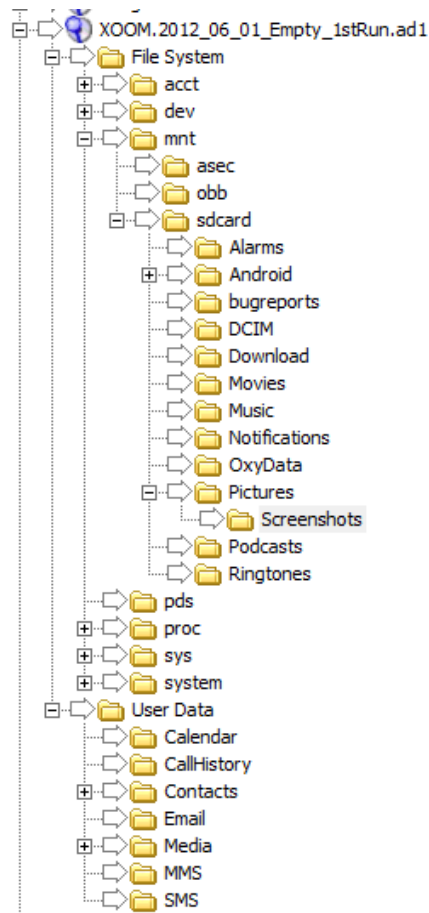 XOOM.2012_06_01_Empty_1stRun.ad1
File System
acct
dev
mnt
asec
obb
sdcard
Alarms
Android
bugreports
DCIM
Download
Movies
Music
Notifications
OxyData
Pictures
Screenshots
Podcasts
Ringtones
pds
proc
sys
system
User Data
Calendar
CallHistory
Contacts
Email
Media
MMS
SMS